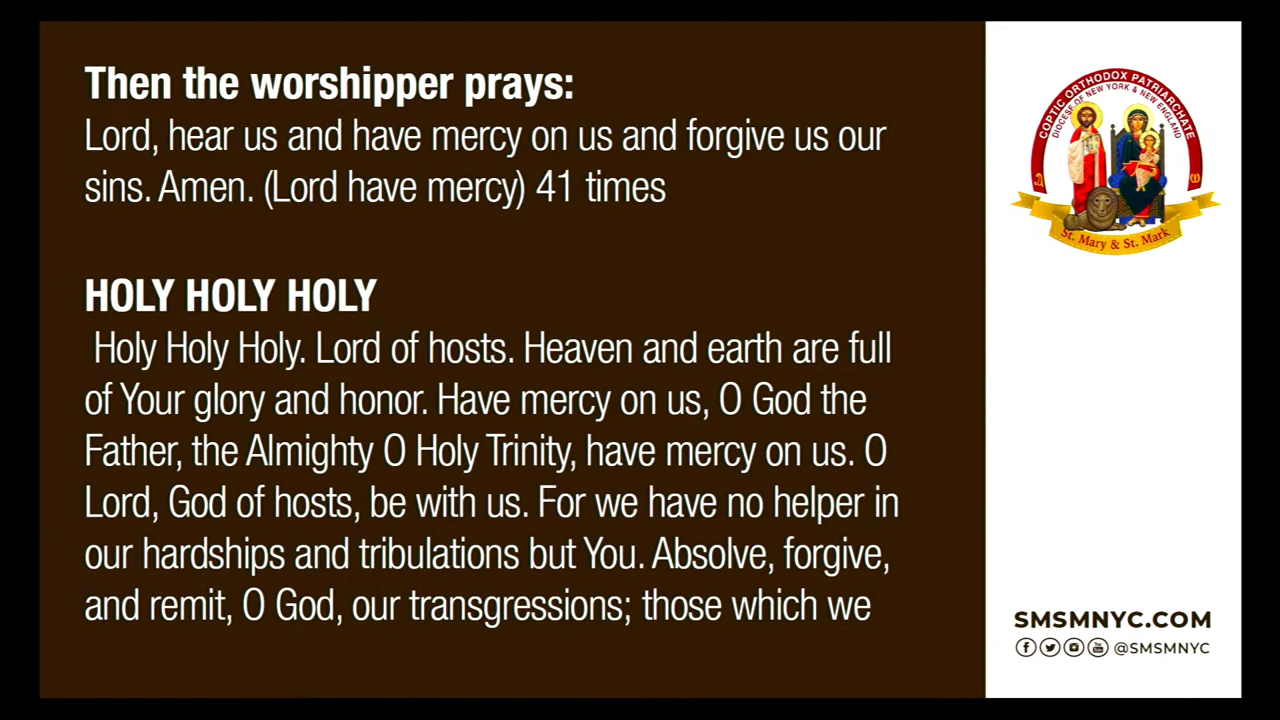 Then the worshipper prays:
Lord, hear us and have mercy on us and forgive us our
sins. Amen. (Lord have mercy) 41 times
HOLY HOLY HOLY
Holy Holy Holy. Lord of hosts. Heaven and earth are full
of Your glory and honor. Have mercy on us, O God the
Father, the Almighty O Holy Trinity, have mercy on us. O
Lord, God of hosts, be with us. For we have no helper in
our hardships and tribulations but You. Absolve, forgive,
and remit, O God, our transgressions; those which we
COPTIC ORTHODOX PATRIARCHATE
DIOCESE OF NEW YORK & NEW ENGLAND
St. Mary & St. Mark
SMSMNYC.COM
@SMSMNYC